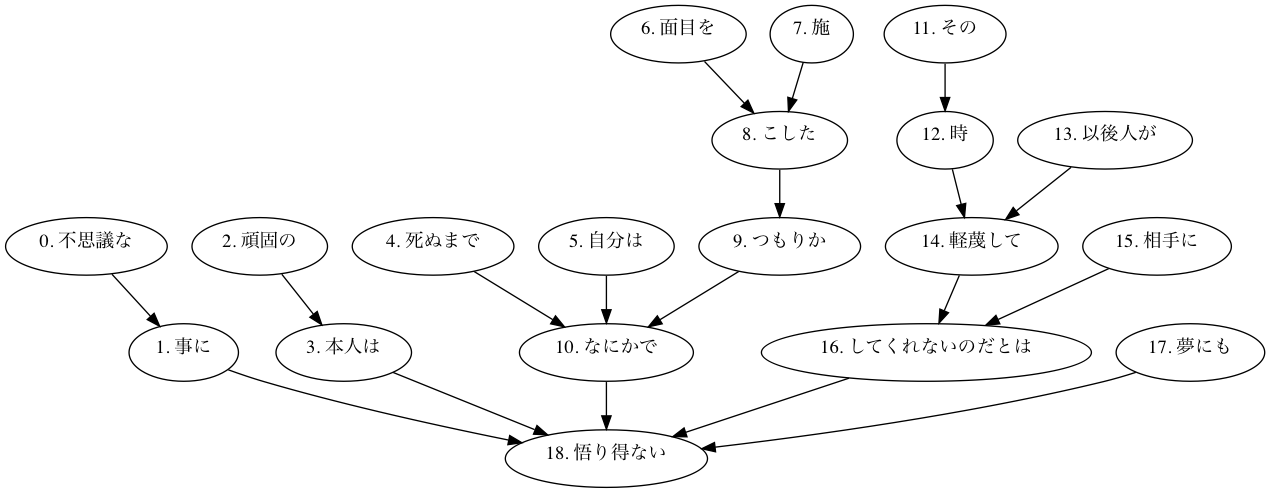 6. 面目を
7. 施
11. その
8. こした
12. 時
13. 以後人が
0. 不思議な
2. 頑固の
4. 死ぬまで
5. 自分は
9. つもりか
14. 軽蔑して
15. 相手に
1. 事に
3. 本人は
10. なにかで
16. してくれないのだとは
17. 夢にも
18. 悟り得ない